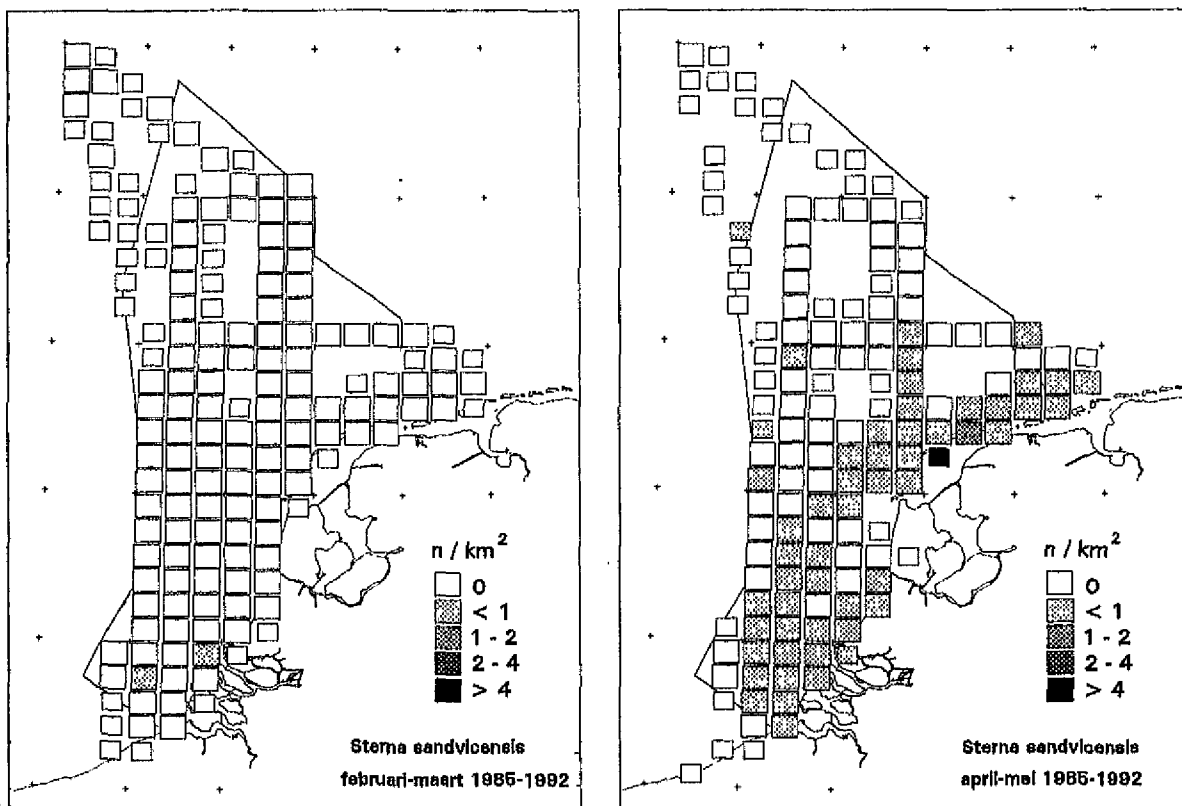 n / km²
0
< 1
1 - 2
2 - 4
> 4
Sterna sandvicensis
februari-maart 1985-1992
n / km²
0
< 1
1 - 2
2 - 4
> 4
Sterna sandvicensis
april-mei 1985-1992